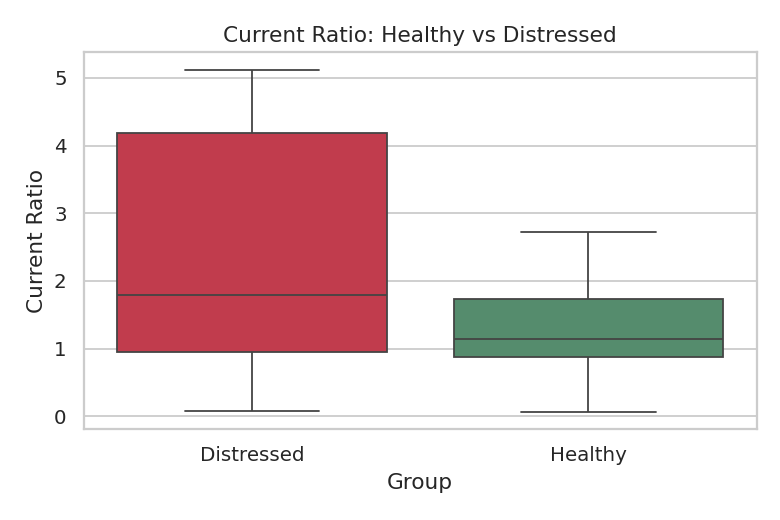 Current Ratio: Healthy vs Distressed
Current Ratio
5
4
3
2
1
0
Distressed
Healthy
Group